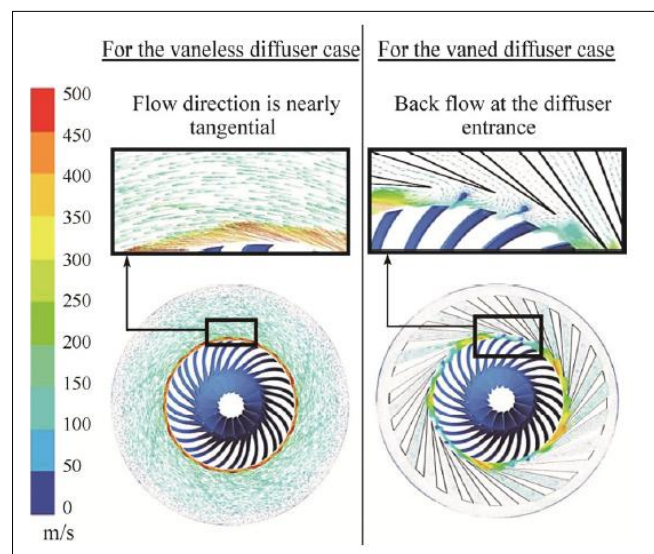 For the vaneless diffuser case
Flow direction is nearly
tangential
For the vaned diffuser case
Back flow at the diffuser
entrance
500
450
400
350
300
250
200
150
100
50
0
m/s